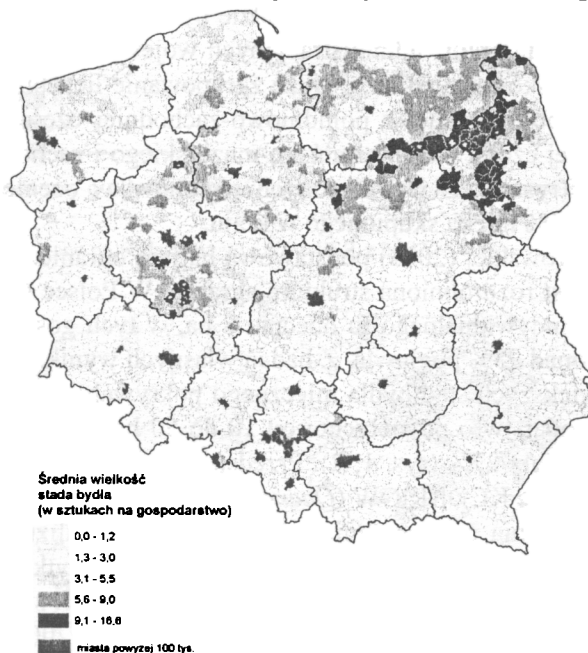 Średnia wielkość
stada bydła
(w sztukach na gospodarstwo)
0,0 - 1,2
1,3 - 3,0
3,1 - 5,5
5,6 - 9,0
9,1 - 16,6
miasta powyżej 100 tys.